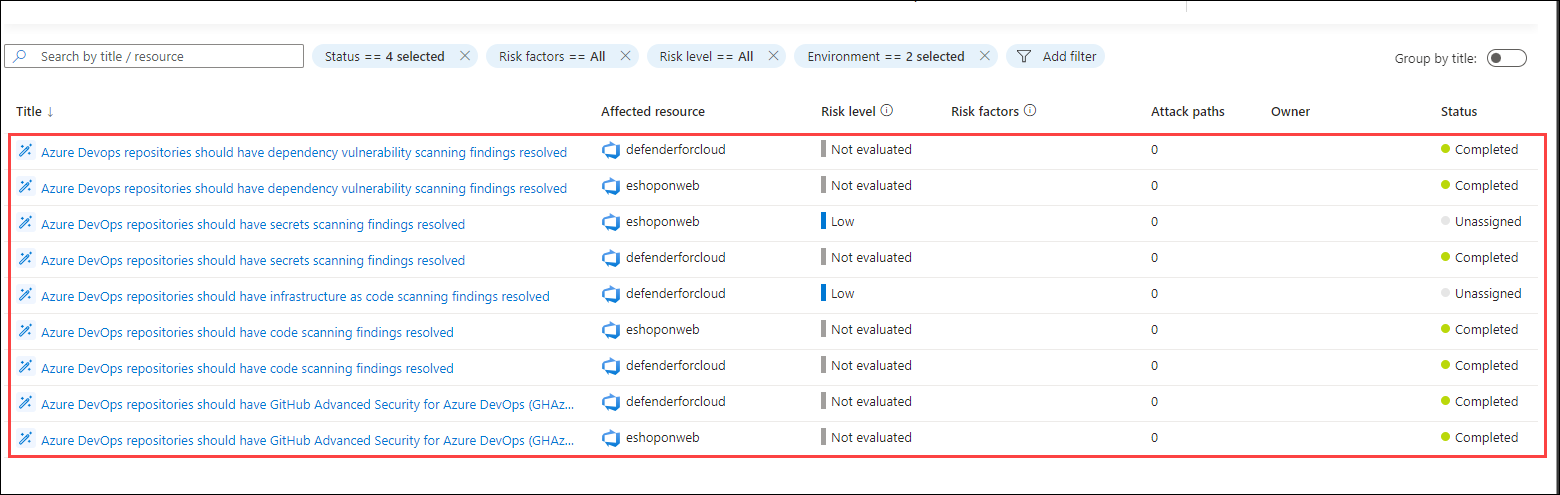 Search by title / resource Status == 4 selected Risk factors == All Risk level == All Environment == 2 selected Add filter
Group by title:
Title ↓ Affected resource Risk level Risk factors Attack paths Owner Status
Azure Devops repositories should have dependency vulnerability scanning findings resolved defenderforcloud Not evaluated 0 Completed
Azure Devops repositories should have dependency vulnerability scanning findings resolved eshoponweb Not evaluated 0 Completed
Azure DevOps repositories should have secrets scanning findings resolved eshoponweb Low 0 Unassigned
Azure DevOps repositories should have secrets scanning findings resolved defenderforcloud Not evaluated 0 Completed
Azure DevOps repositories should have infrastructure as code scanning findings resolved defenderforcloud Low 0 Unassigned
Azure DevOps repositories should have code scanning findings resolved eshoponweb Not evaluated 0 Completed
Azure DevOps repositories should have code scanning findings resolved defenderforcloud Not evaluated 0 Completed
Azure DevOps repositories should have GitHub Advanced Security for Azure DevOps (GHAz... defenderforcloud Not evaluated 0 Completed
Azure DevOps repositories should have GitHub Advanced Security for Azure DevOps (GHAz... eshoponweb Not evaluated 0 Completed